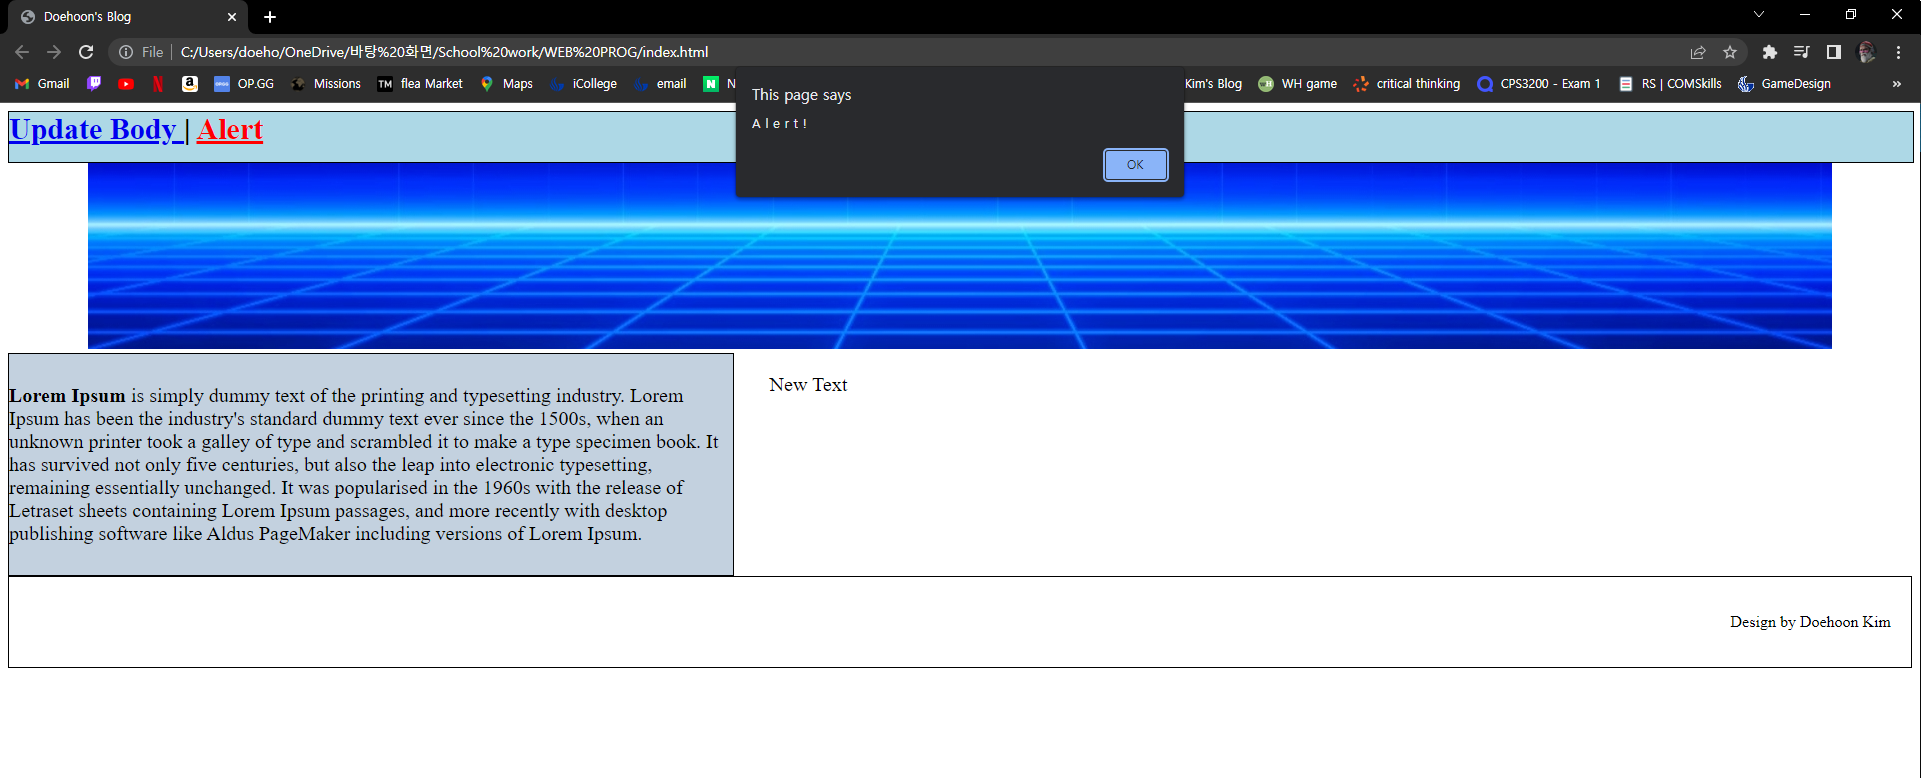 Doehoon's Blog
File | C:/Users/doeho/OneDrive/바탕%20화면/School%20work/WEB%20PROG/index.html
Gmail OP.GG Missions TM flea Market Maps iCollege email N N Kim's Blog WH game critical thinking CPS3200 - Exam 1 RS | COMSkills GameDesign »
This page says
A l e r t !
OK
Update Body | Alert
Lorem Ipsum is simply dummy text of the printing and typesetting industry. Lorem
Ipsum has been the industry's standard dummy text ever since the 1500s, when an
unknown printer took a galley of type and scrambled it to make a type specimen book. It
has survived not only five centuries, but also the leap into electronic typesetting,
remaining essentially unchanged. It was popularised in the 1960s with the release of
Letraset sheets containing Lorem Ipsum passages, and more recently with desktop
publishing software like Aldus PageMaker including versions of Lorem Ipsum.
New Text
Design by Doehoon Kim